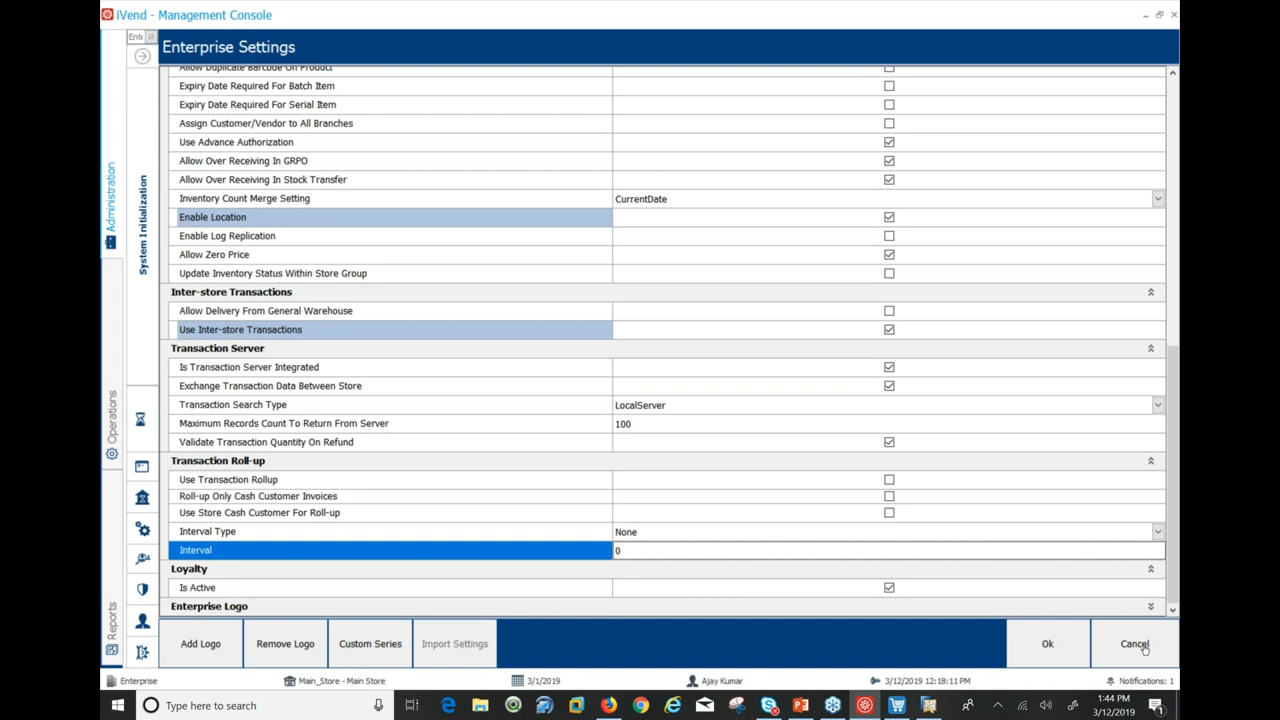 iVend - Management Console
Ent
Enterprise Settings
Allow Duplicate Barcode On Product
Expiry Date Required For Batch Item
Expiry Date Required For Serial Item
Assign Customer/Vendor to All Branches
Use Advance Authorization
Allow Over Receiving In GRPO
Allow Over Receiving In Stock Transfer
Inventory Count Merge Setting CurrentDate
Enable Location
Enable Log Replication
Allow Zero Price
Update Inventory Status Within Store Group
Inter-store Transactions
Allow Delivery From General Warehouse
Use Inter-store Transactions
Transaction Server
Is Transaction Server Integrated
Exchange Transaction Data Between Store
Transaction Search Type LocalServer
Maximum Records Count To Return From Server 100
Validate Transaction Quantity On Refund
Transaction Roll-up
Use Transaction Rollup
Roll-up Only Cash Customer Invoices
Use Store Cash Customer For Roll-up
Interval Type None
Interval 0
Loyalty
Is Active
Enterprise Logo
Administration
System Initialization
Operations
Reports
Add Logo Remove Logo Custom Series Import Settings Ok Cancel
Enterprise Main_Store - Main Store 3/1/2019 Ajay Kumar 3/12/2019 12:18:11 PM Notifications: 1
Type here to search 1:44 PM
3/12/2019